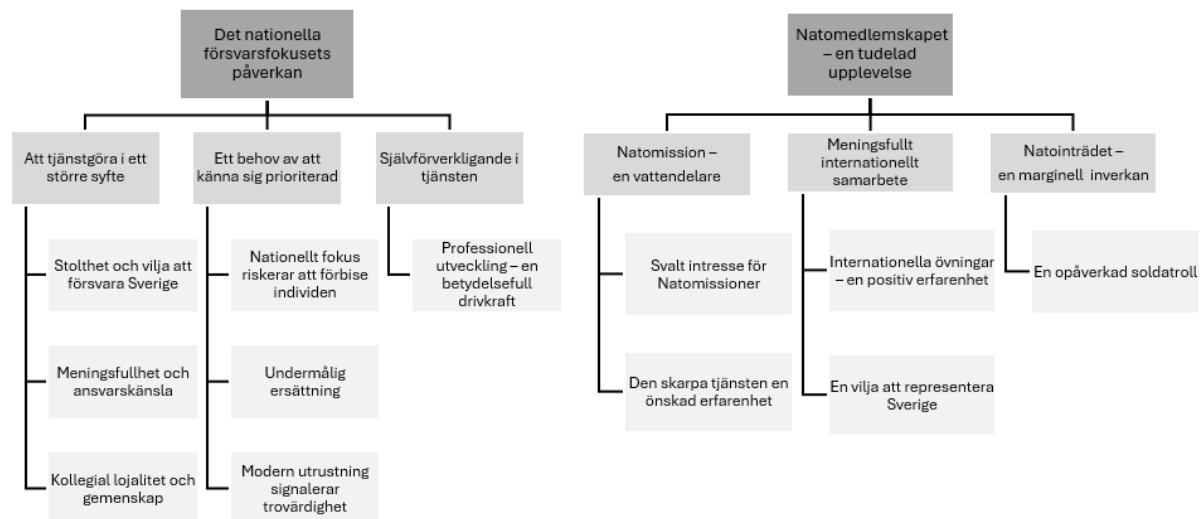 Det nationella
försvarsfokusets
påverkan
Att tjänstgöra i ett
större syfte
Stolthet och vilja att
försvara Sverige
Meningsfullhet och
ansvarskänsla
Kollegial lojalitet och
gemenskap
Ett behov av att
känna sig prioriterad
Nationellt fokus
riskerar att förbise
individen
Undermålig
ersättning
Modern utrustning
signalerar
trovärdighet
Självförverkligande i
tjänsten
Professionell
utveckling – en
betydelsefull
drivkraft
Natomedlemskapet
– en tudelad
upplevelse
Natomission –
en vattendelare
Svalt intresse för
Natomissioner
Den skarpa tjänsten en
önskad erfarenhet
Meningsfullt
internationellt
samarbete
Internationella övningar
– en positiv erfarenhet
En vilja att representera
Sverige
Natointrädet –
en marginell inverkan
En opåverkad soldatroll